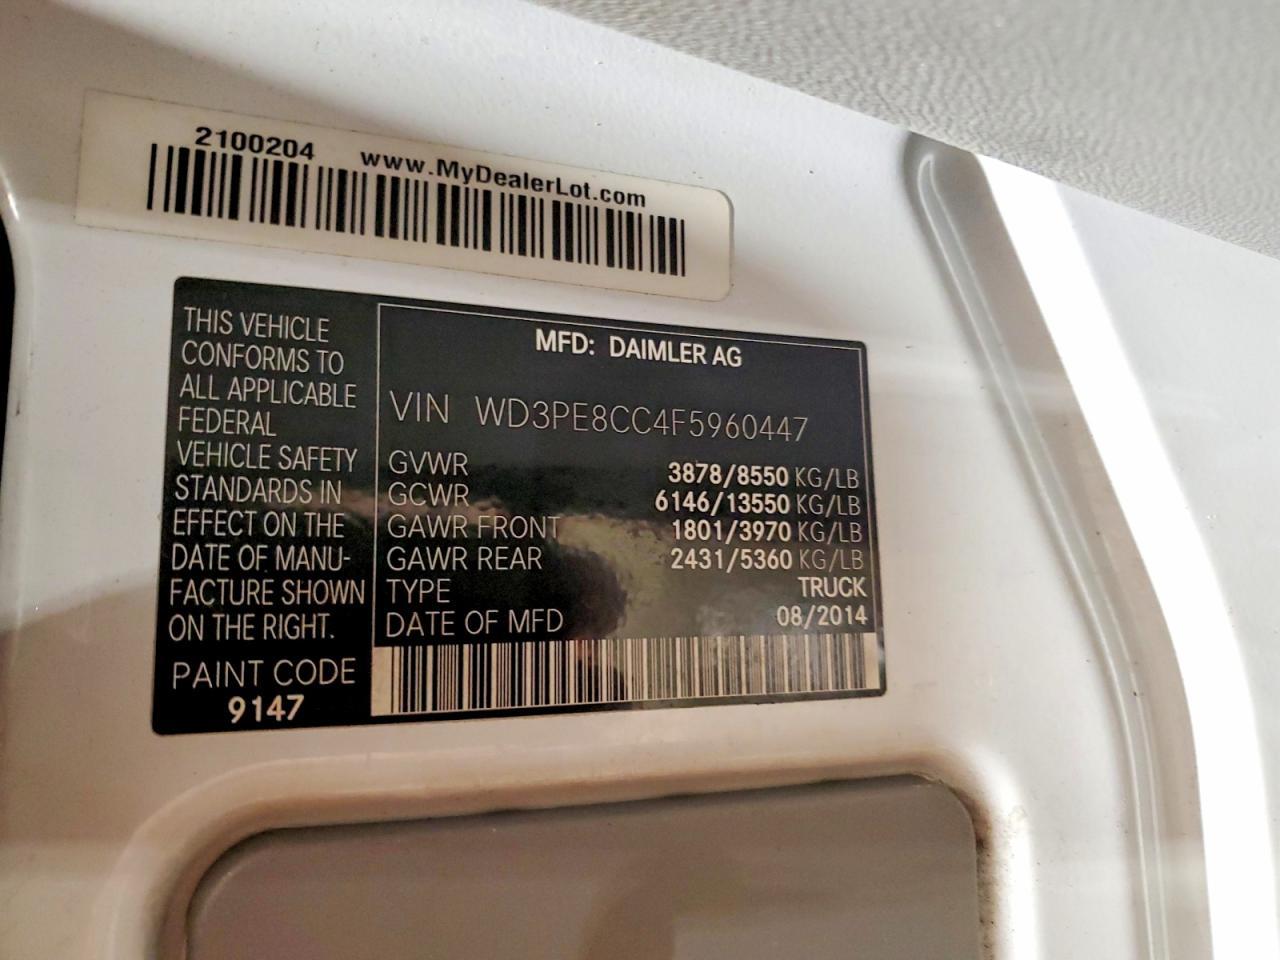 2100204 www.MyDealerLot.com
THIS VEHICLE
CONFORMS TO
ALL APPLICABLE
FEDERAL
VEHICLE SAFETY
STANDARDS IN
EFFECT ON THE
DATE OF MANU-
FACTURE SHOWN
ON THE RIGHT.
PAINT CODE
9147
MFD: DAIMLER AG
VIN WD3PE8CC4F5960447
GVWR 3878/8550 KG/LB
GCWR 6146/13550 KG/LB
GAWR FRONT 1801/3970 KG/LB
GAWR REAR 2431/5360 KG/LB
TYPE TRUCK
DATE OF MFD 08/2014